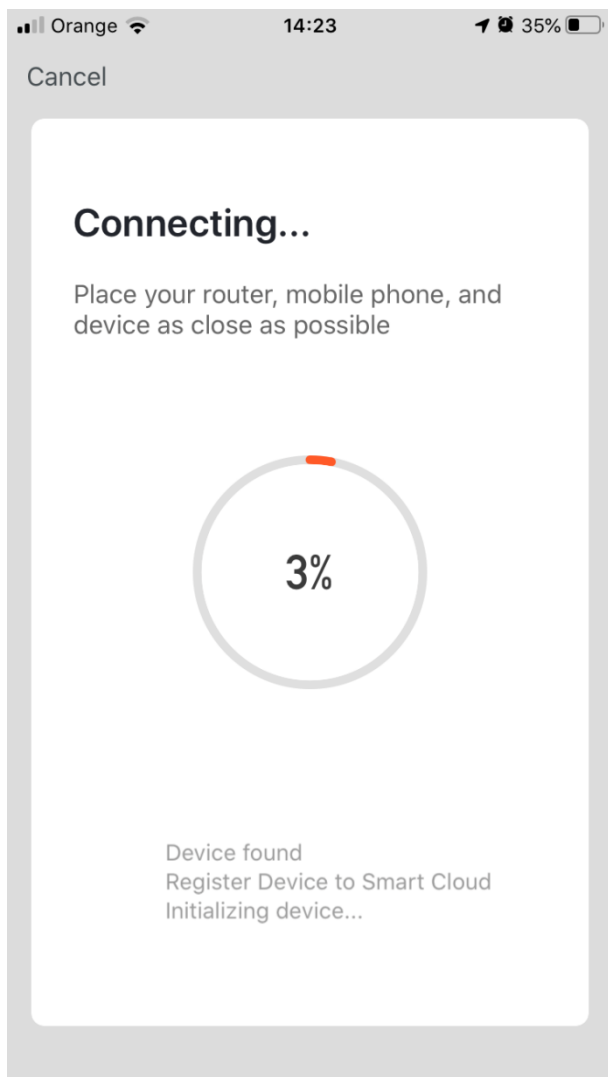 Orange 14:23 35%
Cancel
Connecting...
Place your router, mobile phone, and
device as close as possible
3%
Device found
Register Device to Smart Cloud
Initializing device...